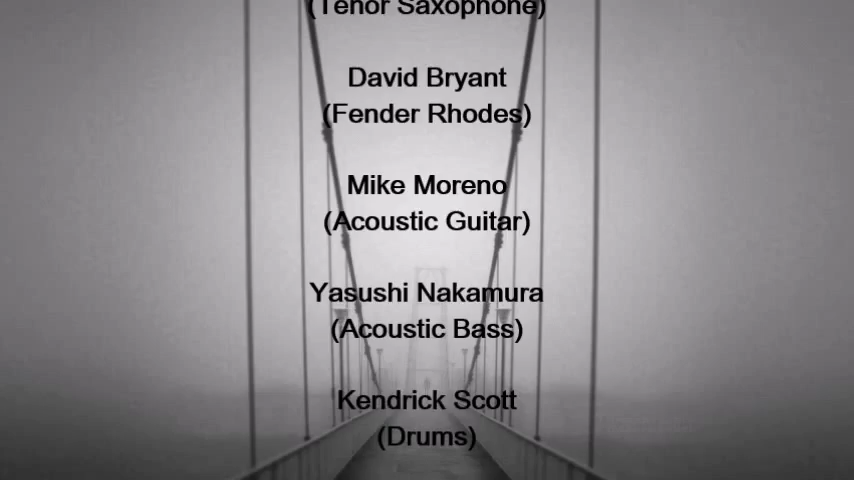 (Tenor Saxophone)
David Bryant
(Fender Rhodes)
Mike Moreno
(Acoustic Guitar)
Yasushi Nakamura
(Acoustic Bass)
Kendrick Scott
(Drums)